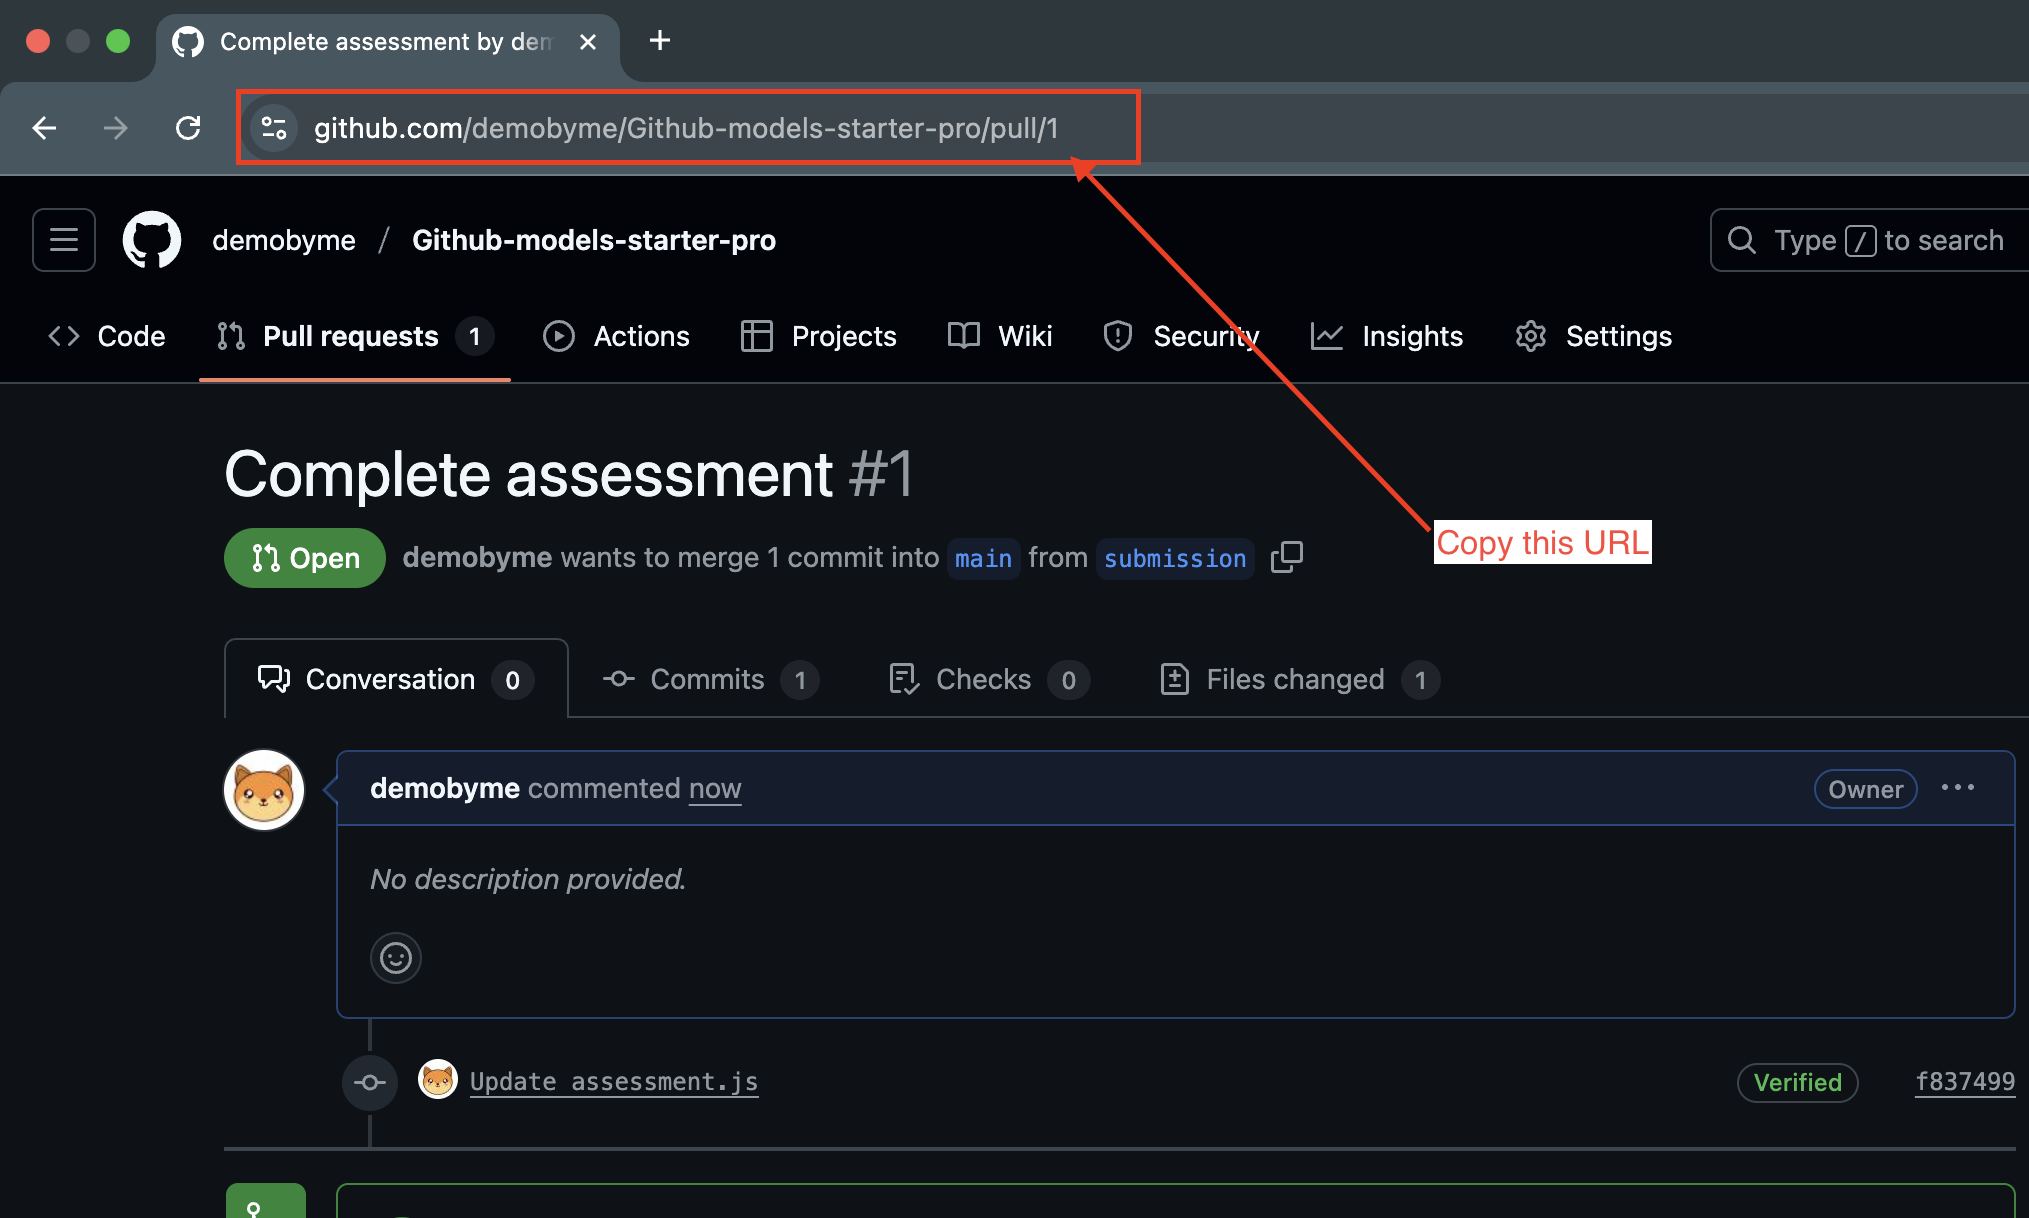 Complete assessment by dem
github.com/demobyme/Github-models-starter-pro/pull/1
demobyme / Github-models-starter-pro
Type / to search
Code Pull requests 1 Actions Projects Wiki Security Insights Settings
Complete assessment #1
Open demobyme wants to merge 1 commit into main from submission
Copy this URL
Conversation 0 Commits 1 Checks 0 Files changed 1
demobyme commented now Owner
No description provided.
Update assessment.js Verified f837499